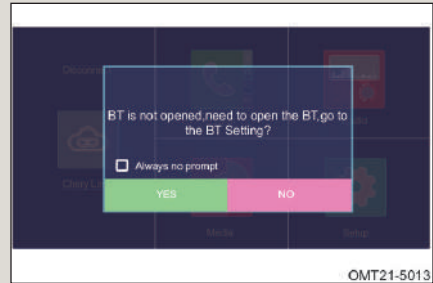 BT is not opened,need to open the BT,go to
the BT Setting?
Always no prompt
YES
NO
Media
Setup
OMT21-5013